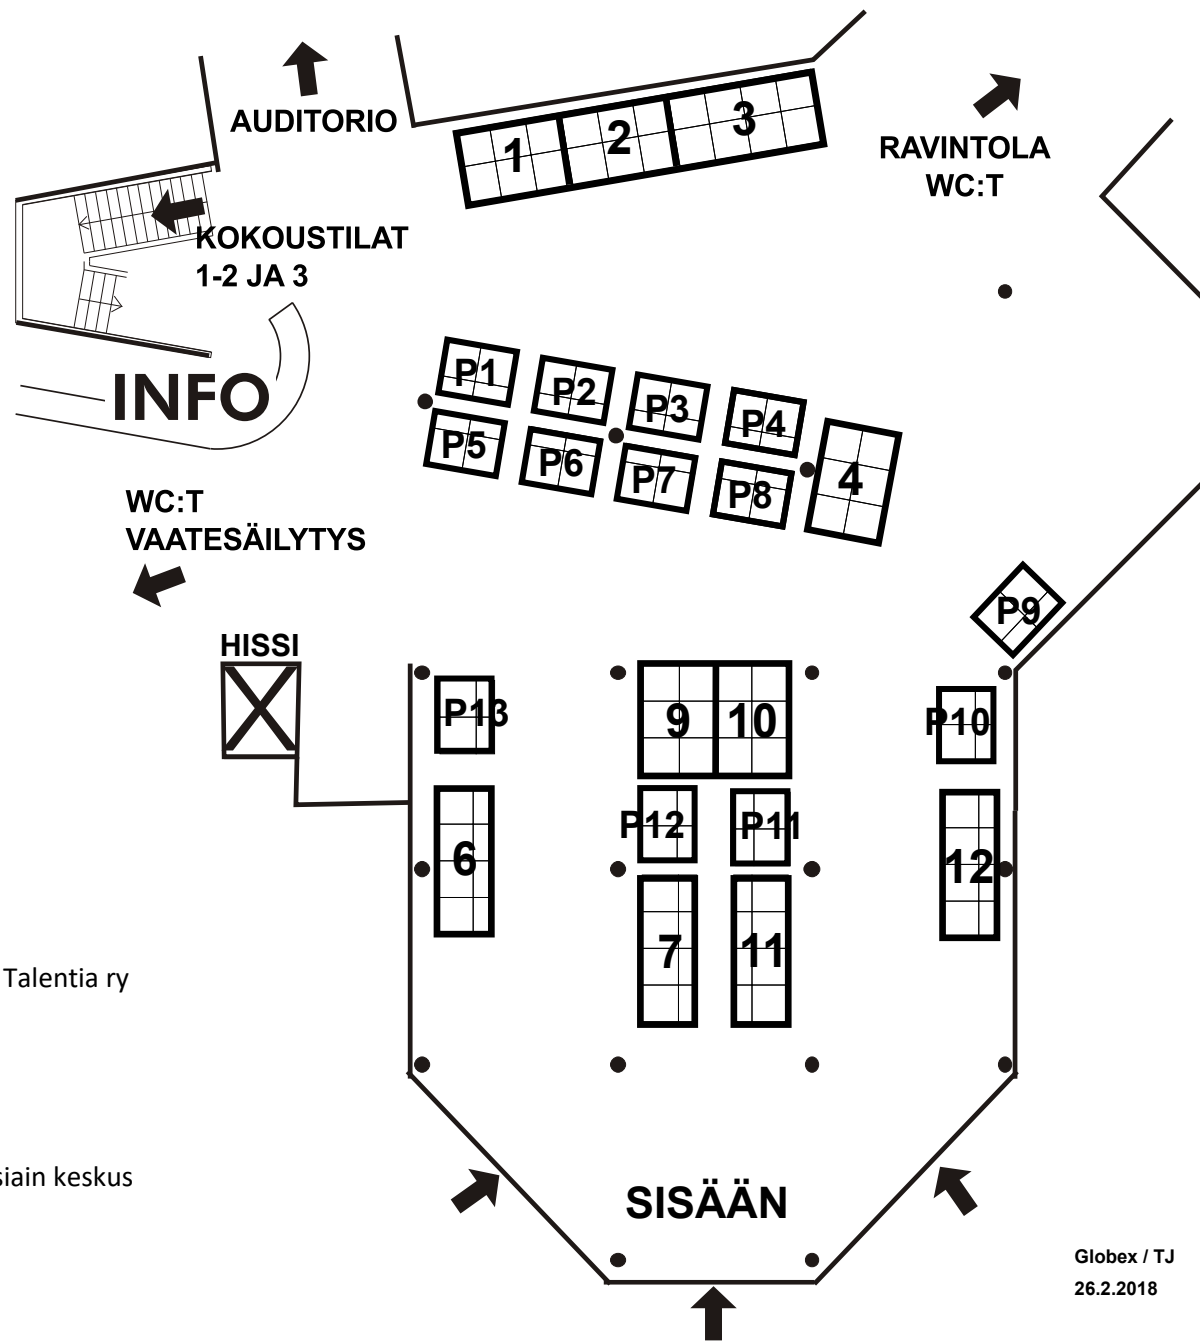 AUDITORIO
1
2
3
RAVINTOLA
WC:T
KOKOUSTILAT
1-2 JA 3
INFO
P1
P2
P3
P4
P5
P6
P7
P8
4
WC:T
VAATESÄILYTYS
P9
HISSI
P13
9
10
P10
P12
P11
6
12
7
11
Talentia ry
siain keskus
SISÄÄN
Globex / TJ
26.2.2018